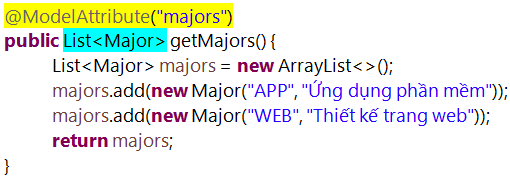 @ModelAttribute("majors")
public List<Major> getMajors() {
List<Major> majors = new ArrayList<>();
majors.add(new Major("APP", "Ứng dụng phần mềm"));
majors.add(new Major("WEB", "Thiết kế trang web"));
return majors;
}